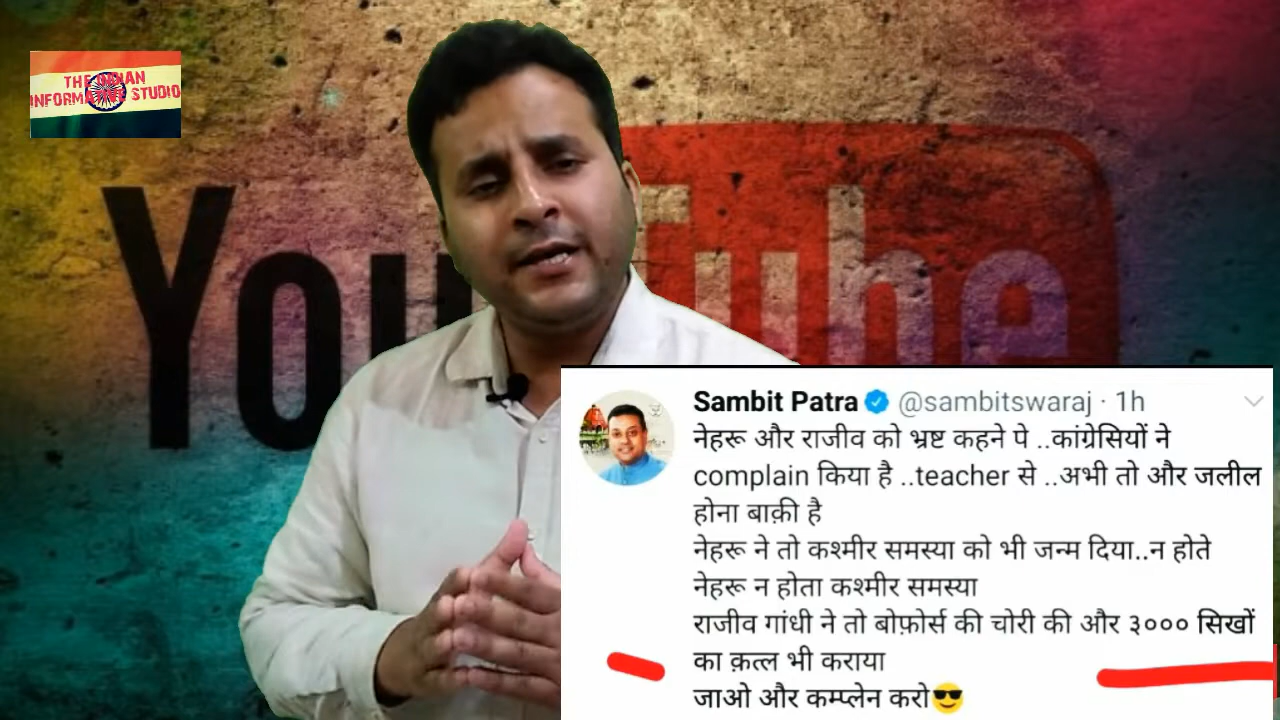 THE INDIAN
INFORMATIVE STUDIO
YouTube
Sambit Patra @sambitswaraj · 1h
नेहरू और राजीव को भ्रष्ट कहने पे ..कांग्रेसियों ने
complain किया है ..teacher से ..अभी तो और जलील
होना बाक़ी है
नेहरू ने तो कश्मीर समस्या को भी जन्म दिया..न होते
नेहरू न होता कश्मीर समस्या
राजीव गांधी ने तो बोफ़ोर्स की चोरी की और ३००० सिखों
का क़त्ल भी कराया
जाओ और कम्प्लेन करो😎